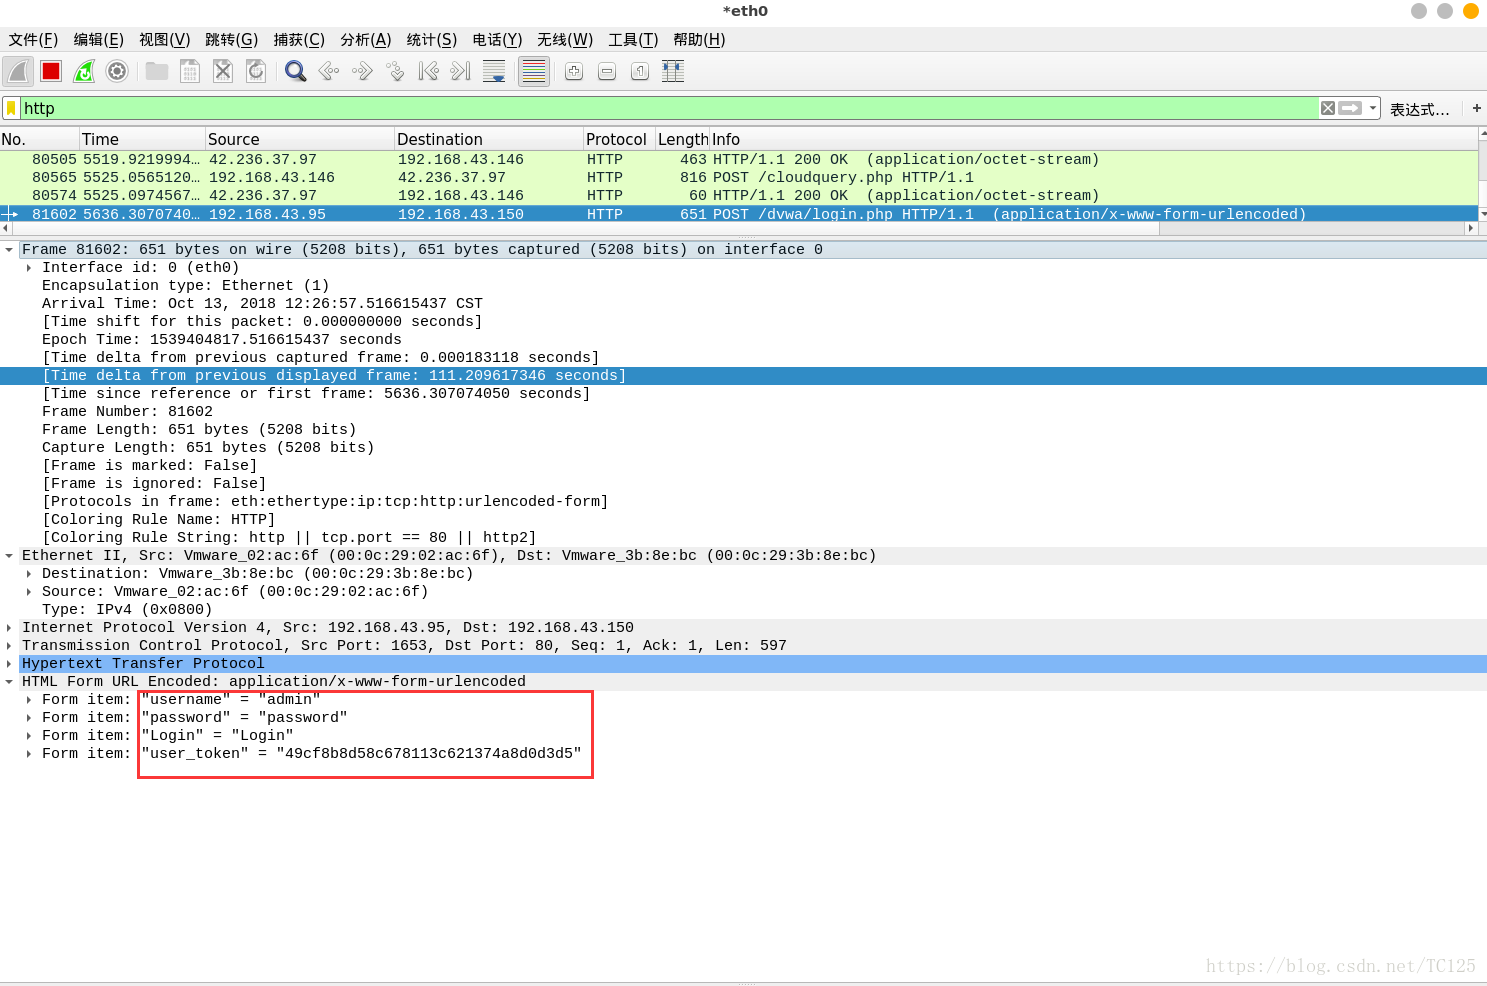 *eth0
文件(F) 编辑(E) 视图(V) 跳转(G) 捕获(C) 分析(A) 统计(S) 电话(Y) 无线(W) 工具(T) 帮助(H)
http 表达式… +
No. Time Source Destination Protocol Length Info
80505 5519.9219994… 42.236.37.97 192.168.43.146 HTTP 463 HTTP/1.1 200 OK (application/octet-stream)
80565 5525.0565120… 192.168.43.146 42.236.37.97 HTTP 816 POST /cloudquery.php HTTP/1.1
80574 5525.0974567… 42.236.37.97 192.168.43.146 HTTP 60 HTTP/1.1 200 OK (application/octet-stream)
81602 5636.3070740… 192.168.43.95 192.168.43.150 HTTP 651 POST /dvwa/login.php HTTP/1.1 (application/x-www-form-urlencoded)
Frame 81602: 651 bytes on wire (5208 bits), 651 bytes captured (5208 bits) on interface 0
Interface id: 0 (eth0)
Encapsulation type: Ethernet (1)
Arrival Time: Oct 13, 2018 12:26:57.516615437 CST
[Time shift for this packet: 0.000000000 seconds]
Epoch Time: 1539404817.516615437 seconds
[Time delta from previous captured frame: 0.000183118 seconds]
[Time delta from previous displayed frame: 111.209617346 seconds]
[Time since reference or first frame: 5636.307074050 seconds]
Frame Number: 81602
Frame Length: 651 bytes (5208 bits)
Capture Length: 651 bytes (5208 bits)
[Frame is marked: False]
[Frame is ignored: False]
[Protocols in frame: eth:ethertype:ip:tcp:http:urlencoded-form]
[Coloring Rule Name: HTTP]
[Coloring Rule String: http || tcp.port == 80 || http2]
Ethernet II, Src: Vmware_02:ac:6f (00:0c:29:02:ac:6f), Dst: Vmware_3b:8e:bc (00:0c:29:3b:8e:bc)
Destination: Vmware_3b:8e:bc (00:0c:29:3b:8e:bc)
Source: Vmware_02:ac:6f (00:0c:29:02:ac:6f)
Type: IPv4 (0x0800)
Internet Protocol Version 4, Src: 192.168.43.95, Dst: 192.168.43.150
Transmission Control Protocol, Src Port: 1653, Dst Port: 80, Seq: 1, Ack: 1, Len: 597
Hypertext Transfer Protocol
HTML Form URL Encoded: application/x-www-form-urlencoded
Form item: "username" = "admin"
Form item: "password" = "password"
Form item: "Login" = "Login"
Form item: "user_token" = "49cf8b8d58c678113c621374a8d0d3d5"
https://blog.csdn.net/TC125